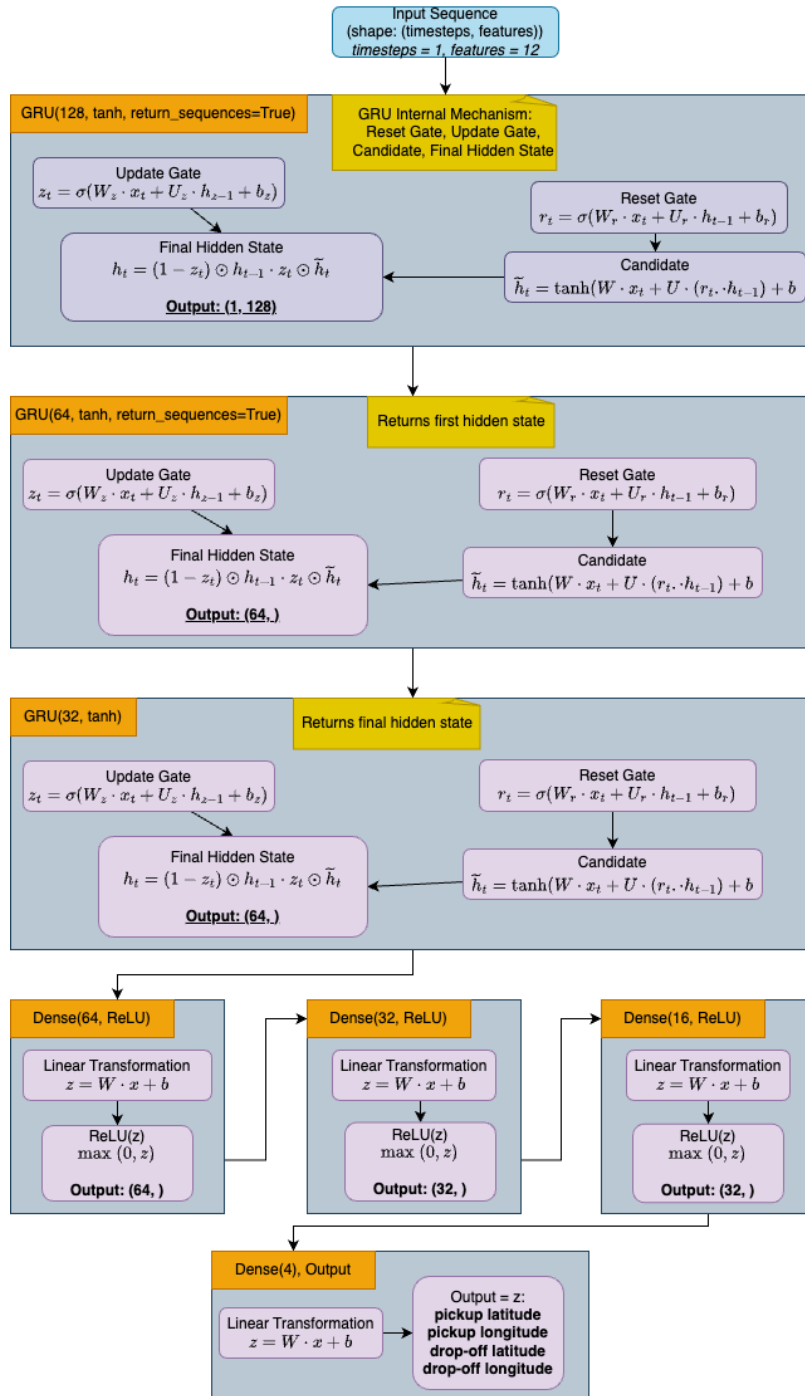 Input Sequence
(shape: (timesteps, features))
timesteps = 1, features = 12
GRU(128, tanh, return_sequences=True)
GRU Internal Mechanism:
Reset Gate, Update Gate,
Candidate, Final Hidden State
Update Gate
z_t = σ(W_z · x_t + U_z · h_{z−1} + b_z)
Reset Gate
r_t = σ(W_r · x_t + U_r · h_{t−1} + b_r)
Final Hidden State
h_t = (1 − z_t) ⊙ h_{t−1} · z_t ⊙ h̃_t
Output: (1, 128)
Candidate
h̃_t = tanh(W · x_t + U · (r_t. · h_{t−1}) + b
GRU(64, tanh, return_sequences=True)
Returns first hidden state
Update Gate
z_t = σ(W_z · x_t + U_z · h_{z−1} + b_z)
Reset Gate
r_t = σ(W_r · x_t + U_r · h_{t−1} + b_r)
Final Hidden State
h_t = (1 − z_t) ⊙ h_{t−1} · z_t ⊙ h̃_t
Output: (64, )
Candidate
h̃_t = tanh(W · x_t + U · (r_t. · h_{t−1}) + b
GRU(32, tanh)
Returns final hidden state
Update Gate
z_t = σ(W_z · x_t + U_z · h_{z−1} + b_z)
Reset Gate
r_t = σ(W_r · x_t + U_r · h_{t−1} + b_r)
Final Hidden State
h_t = (1 − z_t) ⊙ h_{t−1} · z_t ⊙ h̃_t
Output: (64, )
Candidate
h̃_t = tanh(W · x_t + U · (r_t. · h_{t−1}) + b
Dense(64, ReLU)
Linear Transformation
z = W · x + b
ReLU(z)
max (0, z)
Output: (64, )
Dense(32, ReLU)
Linear Transformation
z = W · x + b
ReLU(z)
max (0, z)
Output: (32, )
Dense(16, ReLU)
Linear Transformation
z = W · x + b
ReLU(z)
max (0, z)
Output: (32, )
Dense(4), Output
Linear Transformation
z = W · x + b
Output = z:
pickup latitude
pickup longitude
drop-off latitude
drop-off longitude